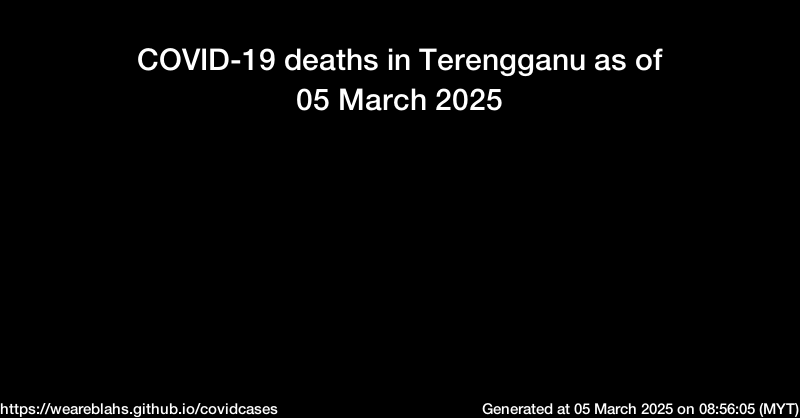 COVID-19 deaths in Terengganu as of
05 March 2025
https://weareblahs.github.io/covidcases
Generated at 05 March 2025 on 08:56:05 (MYT)